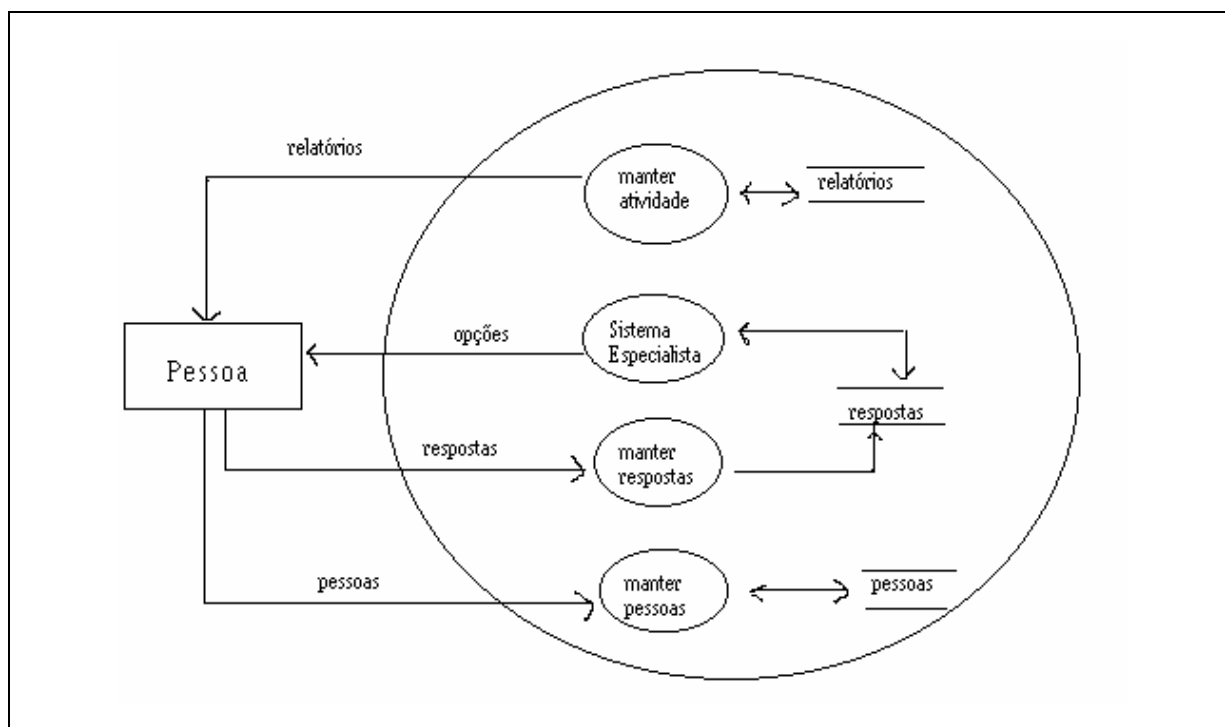 relatórios
manter
atividade
relatórios
opções
Sistema
Especialista
Pessoa
respostas
respostas
manter
respostas
pessoas
manter
pessoas
pessoas